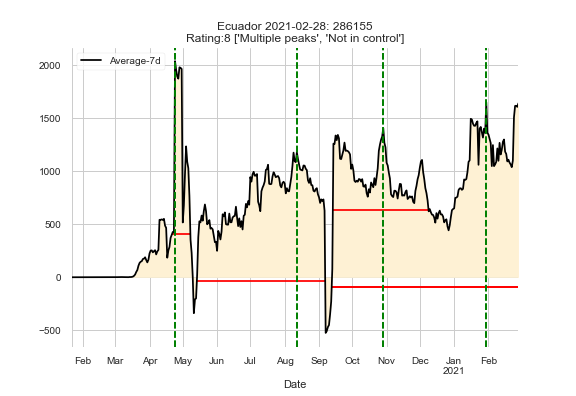 Ecuador 2021-02-28: 286155
Rating:8 ['Multiple peaks', 'Not in control']
Average-7d
2000
1500
1000
500
0
−500
Feb Mar Apr May Jun Jul Aug Sep Oct Nov Dec Jan Feb
2021
Date